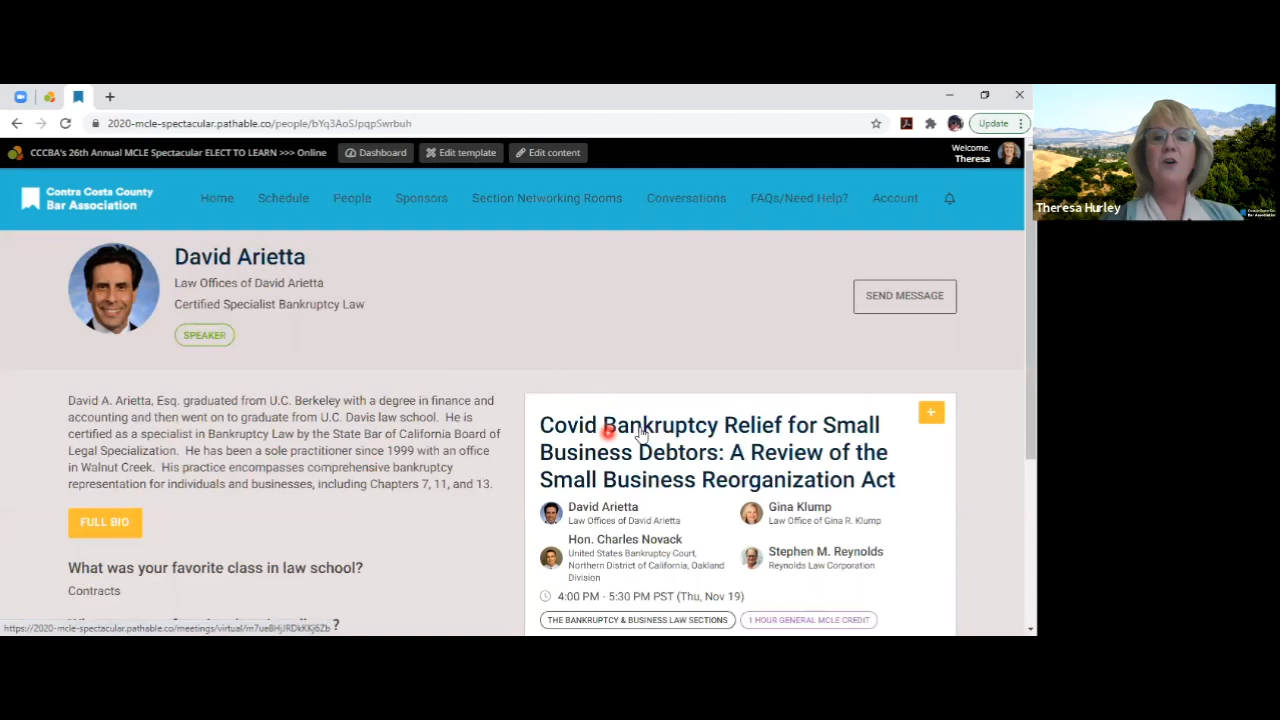 2020-mcle-spectacular.pathable.co/people/bYq3AoSJpqpSwrbuh
Update
CCCBA's 26th Annual MCLE Spectacular ELECT TO LEARN >>> Online
Dashboard
Edit template
Edit content
Welcome,
Theresa
Theresa Hurley
Contra Costa County
Bar Association
Home
Schedule
People
Sponsors
Section Networking Rooms
Conversations
FAQs/Need Help?
Account
David Arietta
Law Offices of David Arietta
Certified Specialist Bankruptcy Law
SPEAKER
SEND MESSAGE
David A. Arietta, Esq. graduated from U.C. Berkeley with a degree in finance and
accounting and then went on to graduate from U.C. Davis law school. He is
certified as a specialist in Bankruptcy Law by the State Bar of California Board of
Legal Specialization. He has been a sole practitioner since 1999 with an office
in Walnut Creek. His practice encompasses comprehensive bankruptcy
representation for individuals and businesses, including Chapters 7, 11, and 13.
FULL BIO
What was your favorite class in law school?
Contracts
Covid Bankruptcy Relief for Small
Business Debtors: A Review of the
Small Business Reorganization Act
David Arietta
Law Offices of David Arietta
Gina Klump
Law Office of Gina R. Klump
Hon. Charles Novack
United States Bankruptcy Court,
Northern District of California, Oakland
Division
Stephen M. Reynolds
Reynolds Law Corporation
4:00 PM - 5:30 PM PST (Thu, Nov 19)
THE BANKRUPTCY & BUSINESS LAW SECTIONS
1 HOUR GENERAL MCLE CREDIT